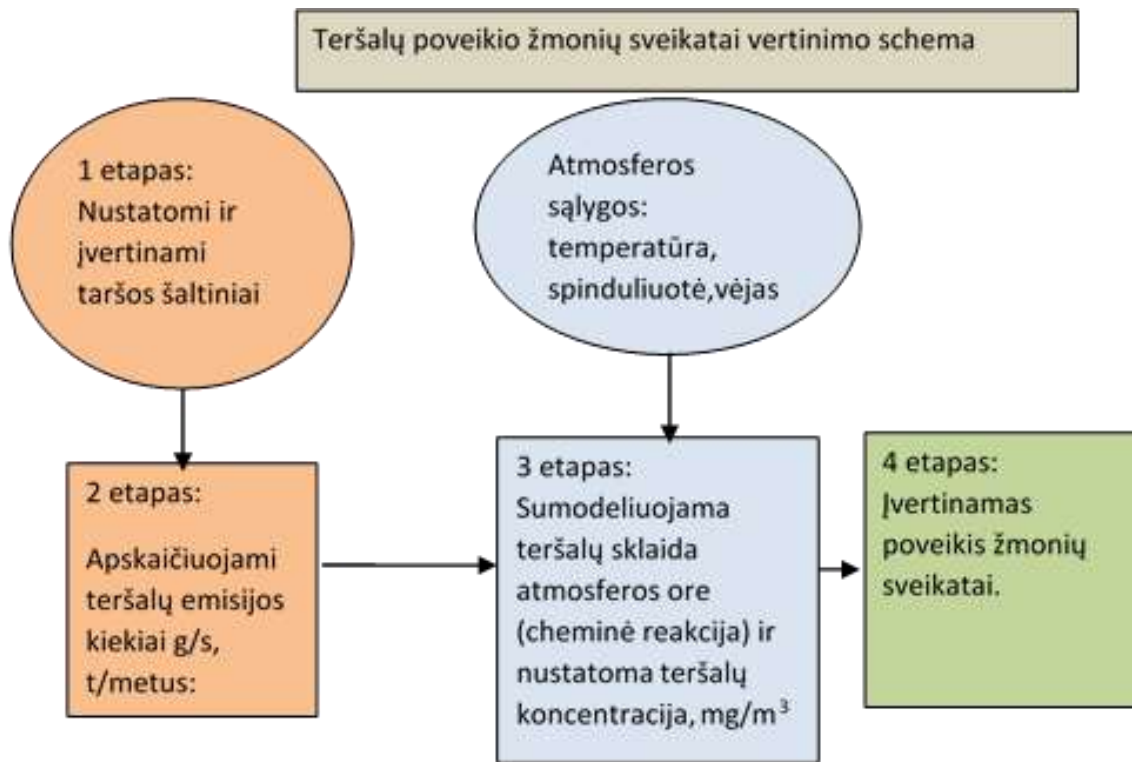 Teršalų poveikio žmonių sveikatai vertinimo schema
1 etapas:
Nustatomi ir
įvertinami
taršos šaltiniai
Atmosferos
sąlygos:
temperatūra,
spinduliuotė,vėjas
2 etapas:
Apskaičiuojami
teršalų emisijos
kiekiai g/s,
t/metus:
3 etapas:
Sumodeliuojama
teršalų sklaida
atmosferos ore
(cheminė reakcija) ir
nustatoma teršalų
koncentracija, mg/m³
4 etapas:
Įvertinamas
poveikis žmonių
sveikatai.